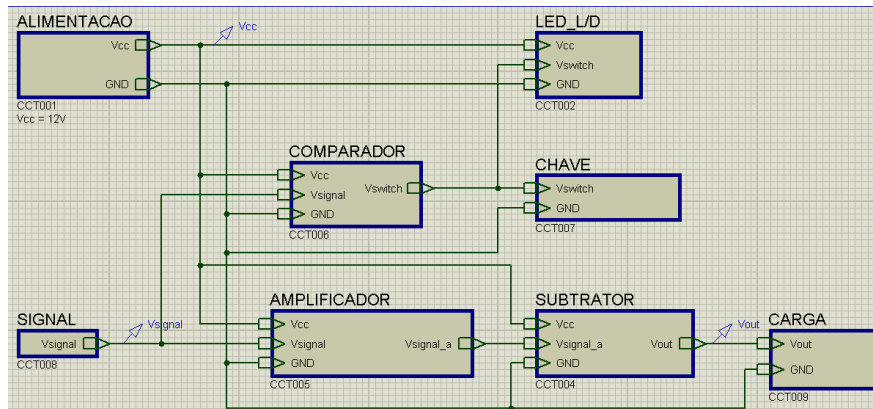 ALIMENTACAO
Vcc
GND
CCT001
Vcc = 12V
Vcc
LED_L/D
Vcc
Vswitch
GND
CCT002
COMPARADOR
Vcc
Vsignal
GND
Vswitch
CCT006
CHAVE
Vswitch
GND
CCT007
SIGNAL
Vsignal
CCT008
Vsignal
AMPLIFICADOR
Vcc
Vsignal
GND
Vsignal_a
CCT005
SUBTRATOR
Vcc
Vsignal_a
GND
Vout
CCT004
Vout
CARGA
Vout
GND
CCT009